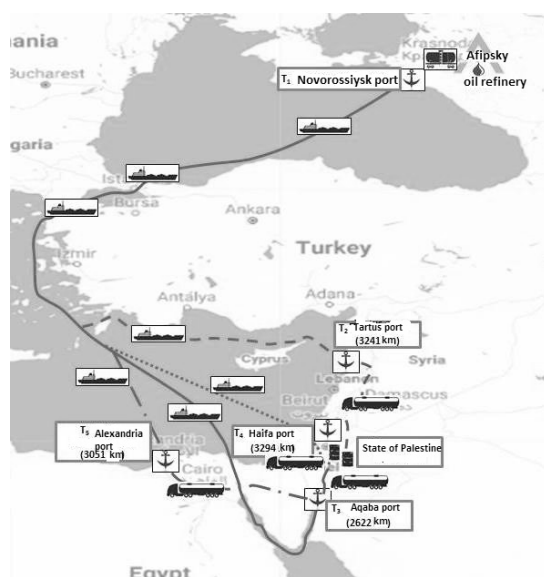 ania
Krasnod
Afipsky
oil refinery
T₁ Novorossiysk port
Bucharest
garia
Bursa
Ankara
Turkey
Izmir
Antalya
Adana
T₂ Tartus port
(3241 km)
Cyprus
Syria
Lebanon
Damascus
Beirut
T₅ Alexandria
port
(3051 km)
T₄ Haifa port
(3294 km)
State of Palestine
Cairo
T₃ Aqaba port
(2622 km)
Egypt